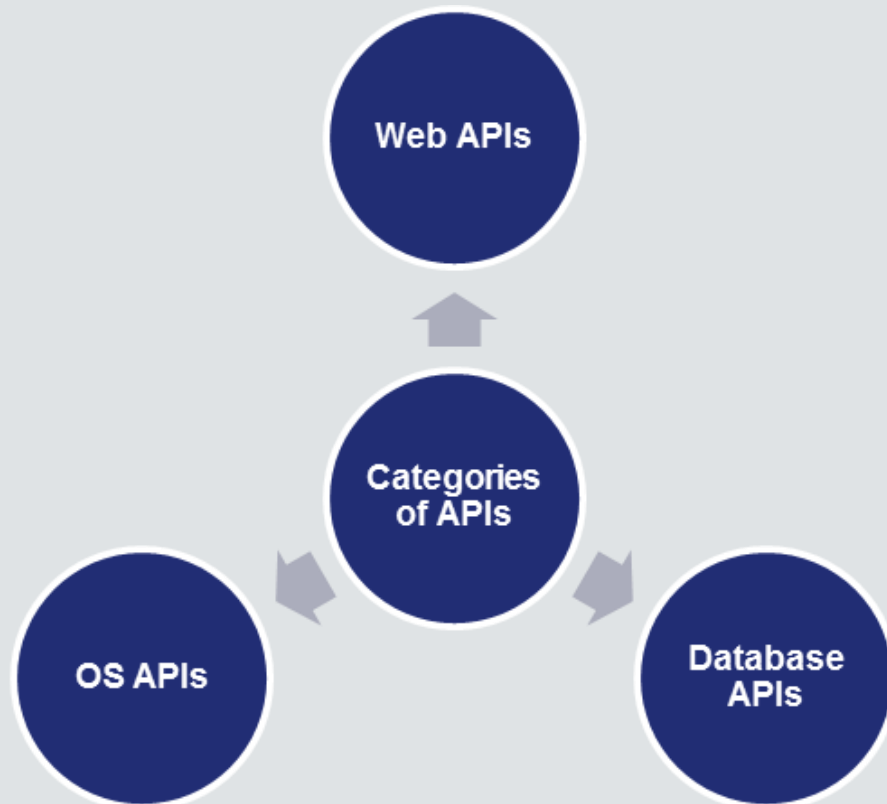 Web APIs
Categories
of APIs
OS APIs
Database
APIs